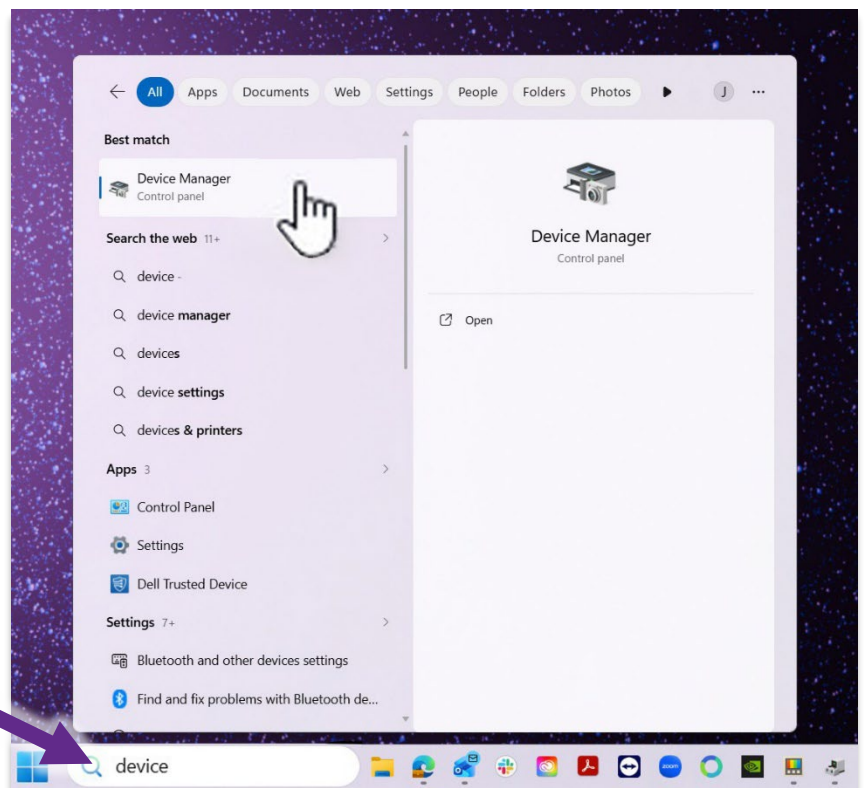 All Apps Documents Web Settings People Folders Photos J ...
Best match
Device Manager
Control panel
Search the web 11+
device -
device manager
devices
device settings
devices & printers
Apps 3
Control Panel
Settings
Dell Trusted Device
Settings 7+
Bluetooth and other devices settings
Find and fix problems with Bluetooth de...
Device Manager
Control panel
Open
device
zoom